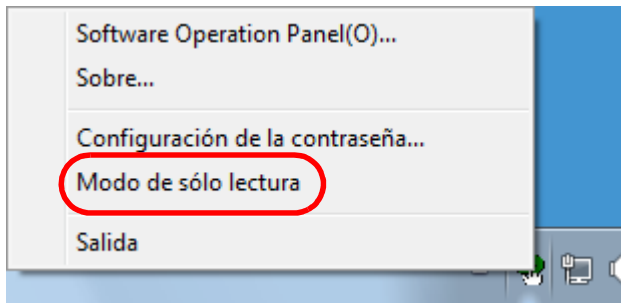 Software Operation Panel(O)...
Sobre...
Configuración de la contraseña...
Modo de sólo lectura
Salida